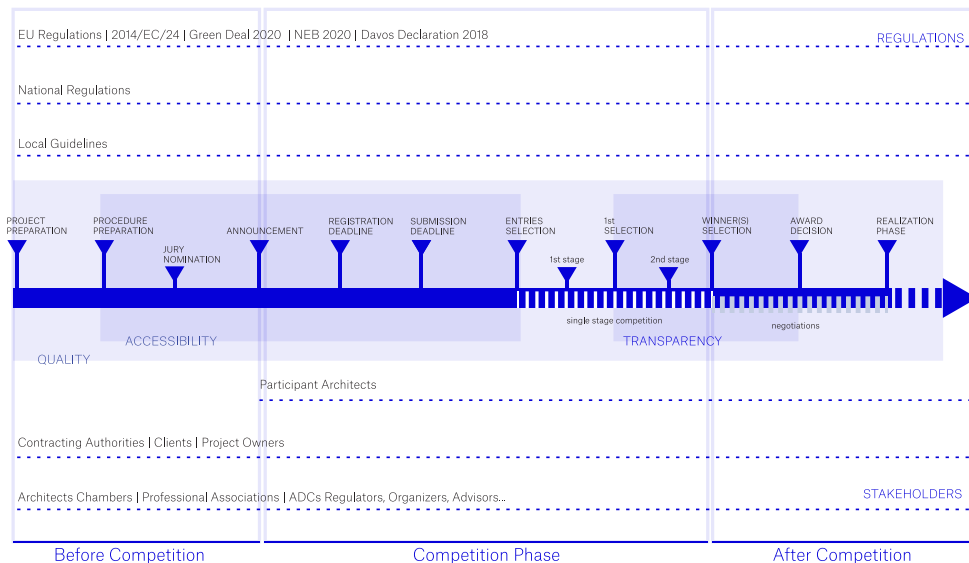 EU Regulations | 2014/EC/24 | Green Deal 2020 | NEB 2020 | Davos Declaration 2018
REGULATIONS
National Regulations
Local Guidelines
PROJECT
PREPARATION
PROCEDURE
PREPARATION
JURY
NOMINATION
ANNOUNCEMENT
REGISTRATION
DEADLINE
SUBMISSION
DEADLINE
ENTRIES
SELECTION
1st stage
1st
SELECTION
2nd stage
WINNER(S)
SELECTION
AWARD
DECISION
REALIZATION
PHASE
single stage competition
negotiations
ACCESSIBILITY
TRANSPARENCY
QUALITY
Participant Architects
Contracting Authorities | Clients | Project Owners
Architects Chambers | Professional Associations | ADCs Regulators, Organizers, Advisors...
STAKEHOLDERS
Before Competition
Competition Phase
After Competition